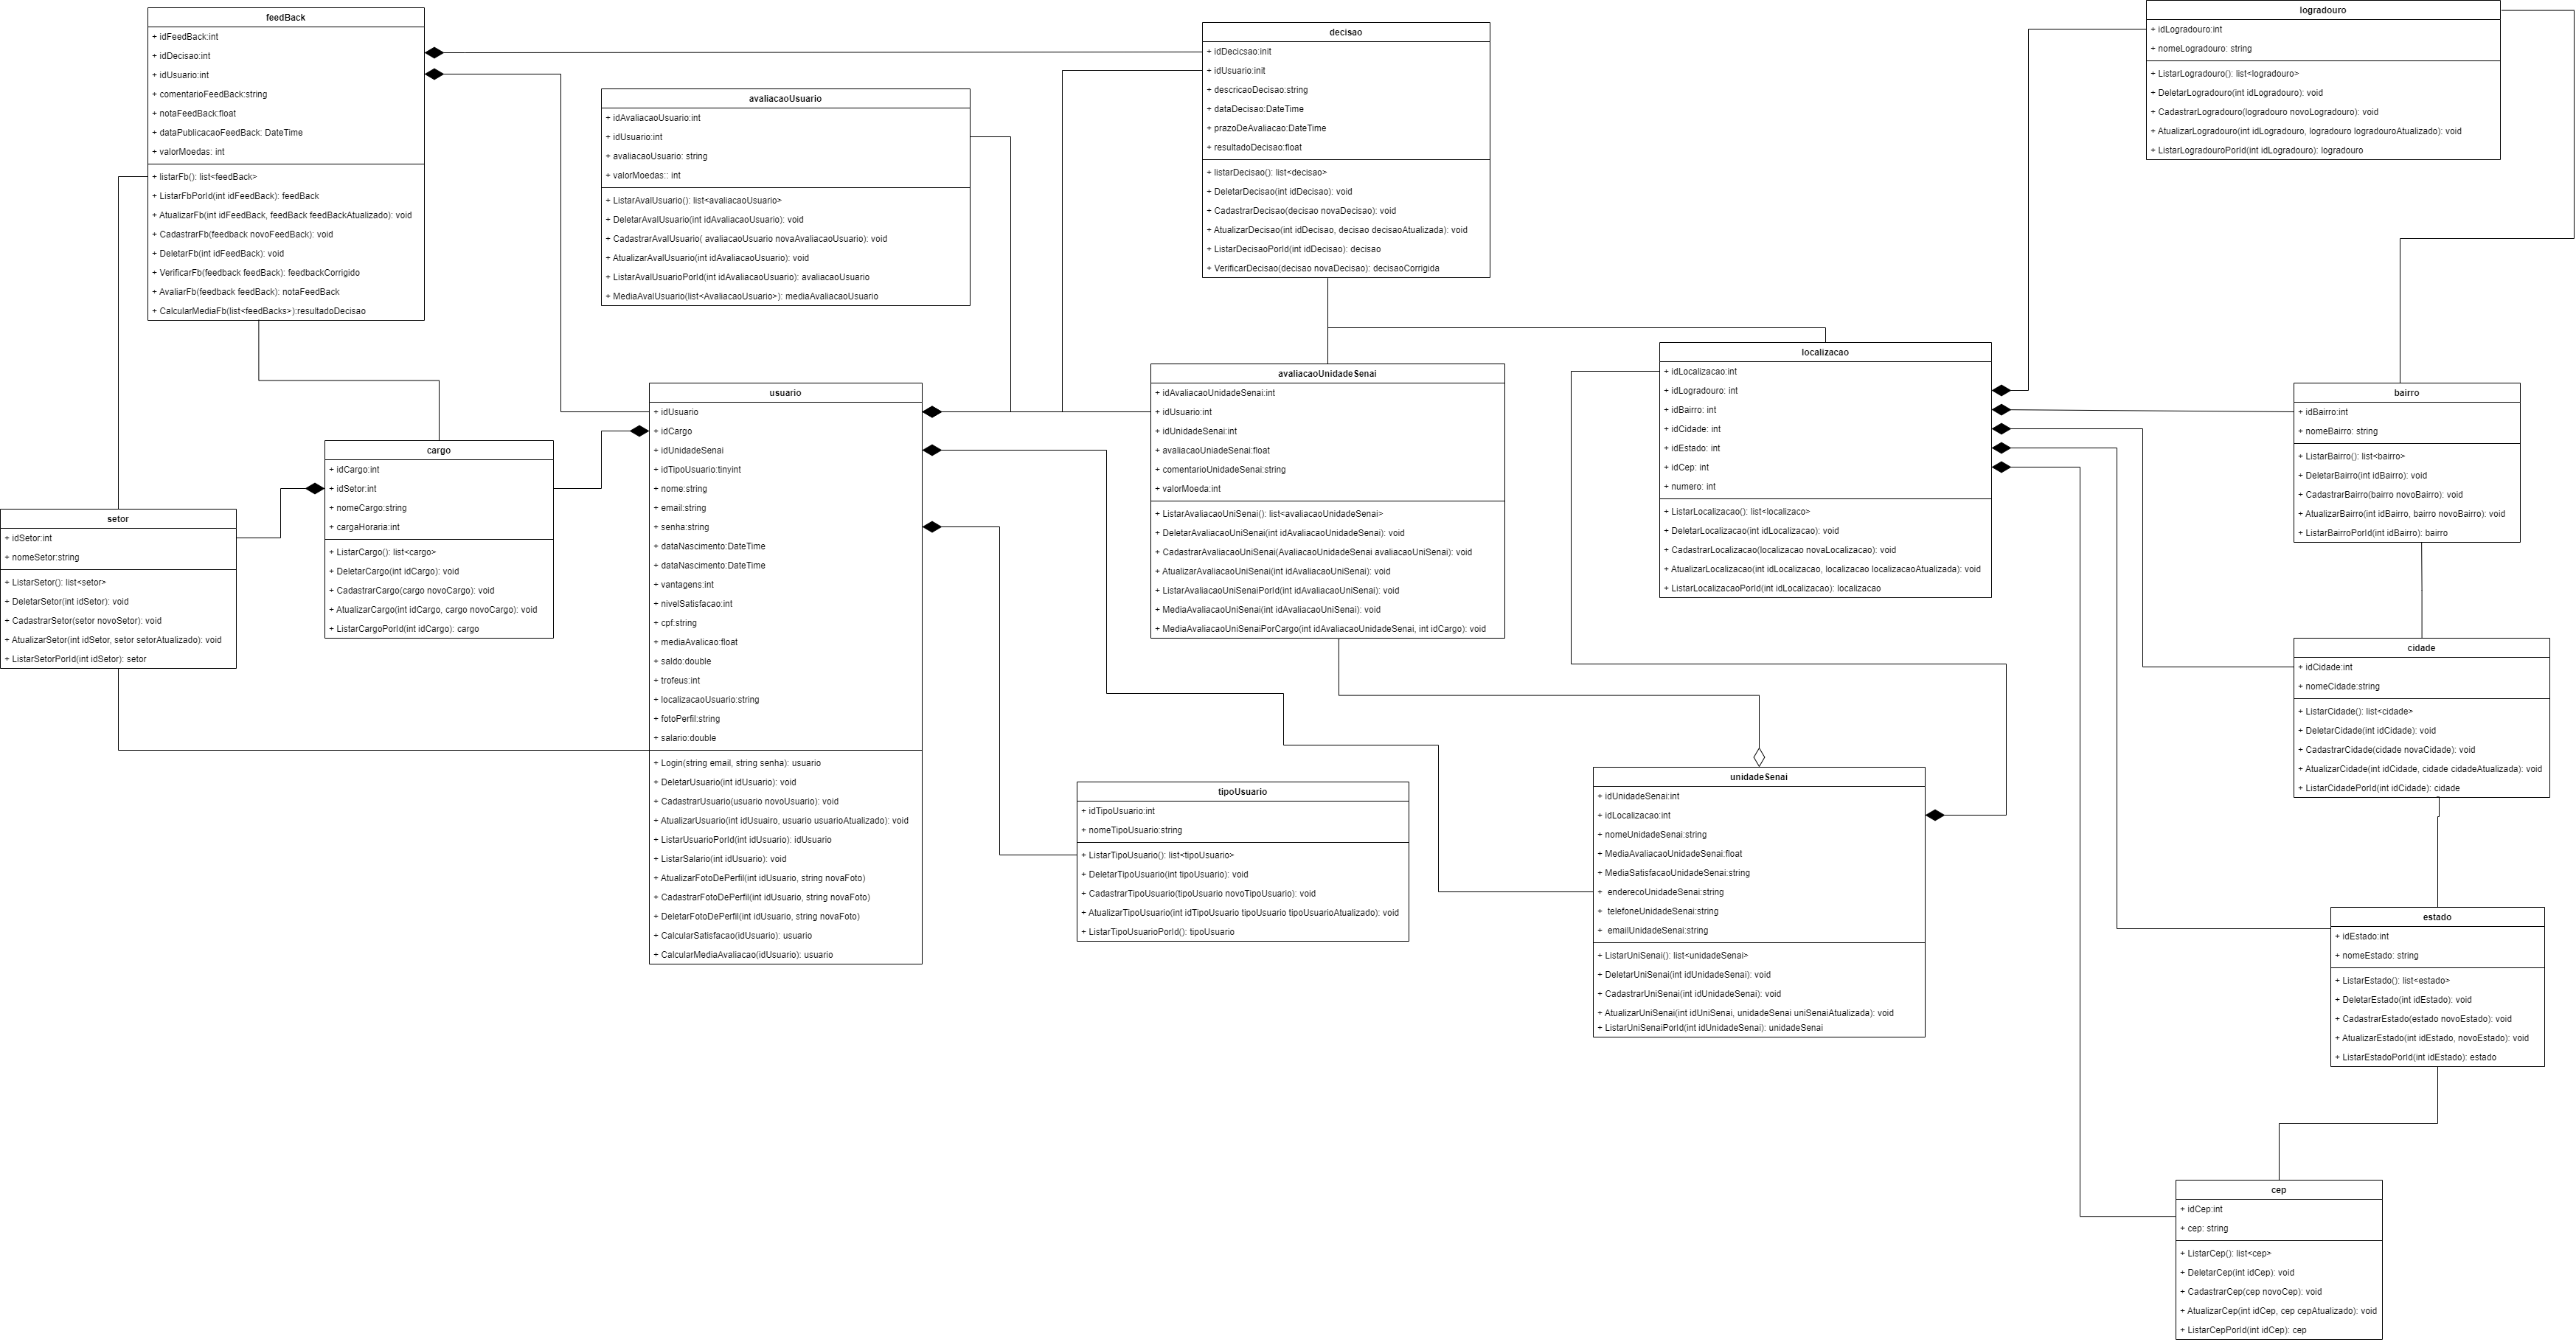 feedBack
+ idFeedBack:int
+ idDecisao:int
+ idUsuario:int
+ comentarioFeedBack:string
+ notaFeedBack:float
+ dataPublicacaoFeedBack: DateTime
+ valorMoedas: int
+ listarFb(): list<feedBack>
+ ListarFbPorId(int idFeedBack): feedBack
+ AtualizarFb(int idFeedBack, feedBack feedBackAtualizado): void
+ CadastrarFb(feedback novoFeedBack): void
+ DeletarFb(int idFeedBack): void
+ VerificarFb(feedback feedBack): feedbackCorrigido
+ AvaliarFb(feedback feedBack): notaFeedBack
+ CalcularMediaFb(list<feedBacks>):resultadoDecisao
avaliacaoUsuario
+ idAvaliacaoUsuario:int
+ idUsuario:int
+ avaliacaoUsuario: string
+ valorMoedas:: int
+ ListarAvalUsuario(): list<avaliacaoUsuario>
+ DeletarAvalUsuario(int idAvaliacaoUsuario): void
+ CadastrarAvalUsuario( avaliacaoUsuario novaAvaliacaoUsuario): void
+ AtualizarAvalUsuario(int idAvaliacaoUsuario): void
+ ListarAvalUsuarioPorId(int idAvaliacaoUsuario): avaliacaoUsuario
+ MediaAvalUsuario(list<AvaliacaoUsuario>): mediaAvaliacaoUsuario
decisao
+ idDecicsao:init
+ idUsuario:init
+ descricaoDecisao:string
+ dataDecisao:DateTime
+ prazoDeAvaliacao:DateTime
+ resultadoDecisao:float
+ listarDecisao(): list<decisao>
+ DeletarDecisao(int idDecisao): void
+ CadastrarDecisao(decisao novaDecisao): void
+ AtualizarDecisao(int idDecisao, decisao decisaoAtualizada): void
+ ListarDecisaoPorId(int idDecisao): decisao
+ VerificarDecisao(decisao novaDecisao): decisaoCorrigida
logradouro
+ idLogradouro:int
+ nomeLogradouro: string
+ ListarLogradouro(): list<logradouro>
+ DeletarLogradouro(int idLogradouro): void
+ CadastrarLogradouro(logradouro novoLogradouro): void
+ AtualizarLogradouro(int idLogradouro, logradouro logradouroAtualizado): void
+ ListarLogradouroPorId(int idLogradouro): logradouro
setor
+ idSetor:int
+ nomeSetor:string
+ ListarSetor(): list<setor>
+ DeletarSetor(int idSetor): void
+ CadastrarSetor(setor novoSetor): void
+ AtualizarSetor(int idSetor, setor setorAtualizado): void
+ ListarSetorPorId(int idSetor): setor
cargo
+ idCargo:int
+ idSetor:int
+ nomeCargo:string
+ cargaHoraria:int
+ ListarCargo(): list<cargo>
+ DeletarCargo(int idCargo): void
+ CadastrarCargo(cargo novoCargo): void
+ AtualizarCargo(int idCargo, cargo novoCargo): void
+ ListarCargoPorId(int idCargo): cargo
usuario
+ idUsuario
+ idCargo
+ idUnidadeSenai
+ idTipoUsuario:tinyint
+ nome:string
+ email:string
+ senha:string
+ dataNascimento:DateTime
+ dataNascimento:DateTime
+ vantagens:int
+ nivelSatisfacao:int
+ cpf:string
+ mediaAvalicao:float
+ saldo:double
+ trofeus:int
+ localizacaoUsuario:string
+ fotoPerfil:string
+ salario:double
+ Login(string email, string senha): usuario
+ DeletarUsuario(int idUsuario): void
+ CadastrarUsuario(usuario novoUsuario): void
+ AtualizarUsuario(int idUsuairo, usuario usuarioAtualizado): void
+ ListarUsuarioPorId(int idUsuario): idUsuario
+ ListarSalario(int idUsuario): void
+ AtualizarFotoDePerfil(int idUsuario, string novaFoto)
+ CadastrarFotoDePerfil(int idUsuario, string novaFoto)
+ DeletarFotoDePerfil(int idUsuario, string novaFoto)
+ CalcularSatisfacao(idUsuario): usuario
+ CalcularMediaAvaliacao(idUsuario): usuario
avaliacaoUnidadeSenai
+ idAvaliacaoUnidadeSenai:int
+ idUsuario:int
+ idUnidadeSenai:int
+ avaliacaoUniadeSenai:float
+ comentarioUnidadeSenai:string
+ valorMoeda:int
+ ListarAvaliacaoUniSenai(): list<avaliacaoUnidadeSenai>
+ DeletarAvaliacaoUniSenai(int idAvaliacaoUnidadeSenai): void
+ CadastrarAvaliacaoUniSenai(AvaliacaoUnidadeSenai avaliacaoUniSenai): void
+ AtualizarAvaliacaoUniSenai(int idAvaliacaoUniSenai): void
+ ListarAvaliacaoUniSenaiPorId(int idAvaliacaoUniSenai): void
+ MediaAvaliacaoUniSenai(int idAvaliacaoUniSenai): void
+ MediaAvaliacaoUniSenaiPorCargo(int idAvaliacaoUnidadeSenai, int idCargo): void
localizacao
+ idLocalizacao:int
+ idLogradouro: int
+ idBairro: int
+ idCidade: int
+ idEstado: int
+ idCep: int
+ numero: int
+ ListarLocalizacao(): list<localizaco>
+ DeletarLocalizacao(int idLocalizacao): void
+ CadastrarLocalizacao(localizacao novaLocalizacao): void
+ AtualizarLocalizacao(int idLocalizacao, localizacao localizacaoAtualizada): void
+ ListarLocalizacaoPorId(int idLocalizacao): localizacao
bairro
+ idBairro:int
+ nomeBairro: string
+ ListarBairro(): list<bairro>
+ DeletarBairro(int idBairro): void
+ CadastrarBairro(bairro novoBairro): void
+ AtualizarBairro(int idBairro, bairro novoBairro): void
+ ListarBairroPorId(int idBairro): bairro
cidade
+ idCidade:int
+ nomeCidade:string
+ ListarCidade(): list<cidade>
+ DeletarCidade(int idCidade): void
+ CadastrarCidade(cidade novaCidade): void
+ AtualizarCidade(int idCidade, cidade cidadeAtualizada): void
+ ListarCidadePorId(int idCidade): cidade
tipoUsuario
+ idTipoUsuario:int
+ nomeTipoUsuario:string
+ ListarTipoUsuario(): list<tipoUsuario>
+ DeletarTipoUsuario(int tipoUsuario): void
+ CadastrarTipoUsuario(tipoUsuario novoTipoUsuario): void
+ AtualizarTipoUsuario(int idTipoUsuario tipoUsuario tipoUsuarioAtualizado): void
+ ListarTipoUsuarioPorId(): tipoUsuario
unidadeSenai
+ idUnidadeSenai:int
+ idLocalizacao:int
+ nomeUnidadeSenai:string
+ MediaAvaliacaoUnidadeSenai:float
+ MediaSatisfacaoUnidadeSenai:string
+ enderecoUnidadeSenai:string
+ telefoneUnidadeSenai:string
+ emailUnidadeSenai:string
+ ListarUniSenai(): list<unidadeSenai>
+ DeletarUniSenai(int idUnidadeSenai): void
+ CadastrarUniSenai(int idUnidadeSenai): void
+ AtualizarUniSenai(int idUniSenai, unidadeSenai uniSenaiAtualizada): void
+ ListarUniSenaiPorId(int idUnidadeSenai): unidadeSenai
estado
+ idEstado:int
+ nomeEstado: string
+ ListarEstado(): list<estado>
+ DeletarEstado(int idEstado): void
+ CadastrarEstado(estado novoEstado): void
+ AtualizarEstado(int idEstado, novoEstado): void
+ ListarEstadoPorId(int idEstado): estado
cep
+ idCep:int
+ cep: string
+ ListarCep(): list<cep>
+ DeletarCep(int idCep): void
+ CadastrarCep(cep novoCep): void
+ AtualizarCep(int idCep, cep cepAtualizado): void
+ ListarCepPorId(int idCep): cep